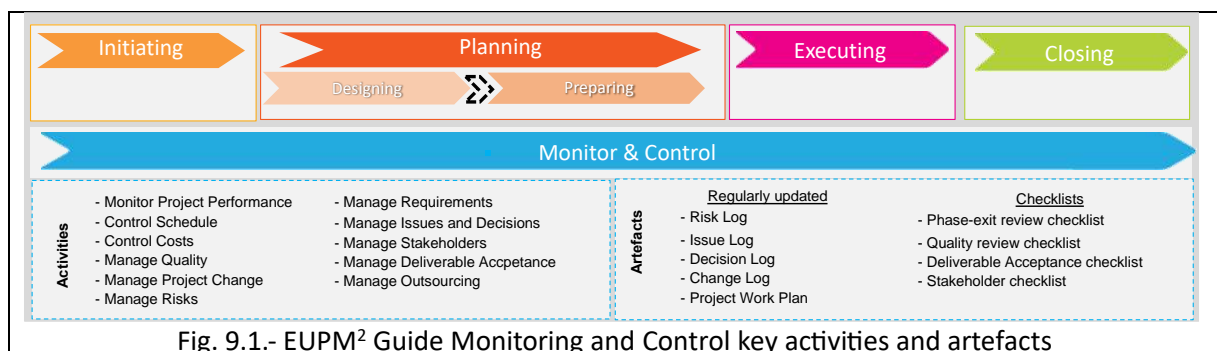 Initiating
Planning
Executing
Closing
Designing
Preparing
Monitor & Control
Activities
- Monitor Project Performance
- Control Schedule
- Control Costs
- Manage Quality
- Manage Project Change
- Manage Risks
- Manage Requirements
- Manage Issues and Decisions
- Manage Stakeholders
- Manage Deliverable Accpetance
- Manage Outsourcing
Artefacts
Regularly updated
- Risk Log
- Issue Log
- Decision Log
- Change Log
- Project Work Plan
Checklists
- Phase-exit review checklist
- Quality review checklist
- Deliverable Acceptance checklist
- Stakeholder checklist
Fig. 9.1.- EUPM² Guide Monitoring and Control key activities and artefacts